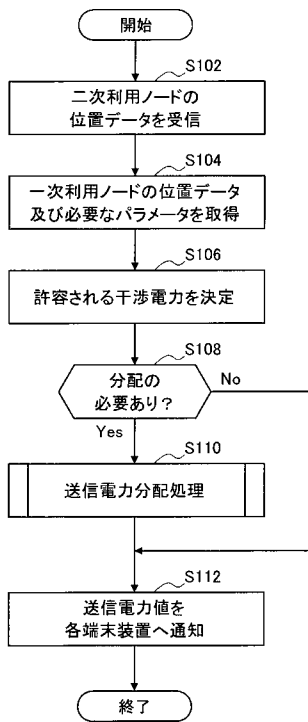 開始
S102
二次利用ノードの
位置データを受信
S104
一次利用ノードの位置データ
及び必要なパラメータを取得
S106
許容される干渉電力を決定
S108
分配の
必要あり？
No
Yes
S110
送信電力分配処理
S112
送信電力値を
各端末装置へ通知
終了